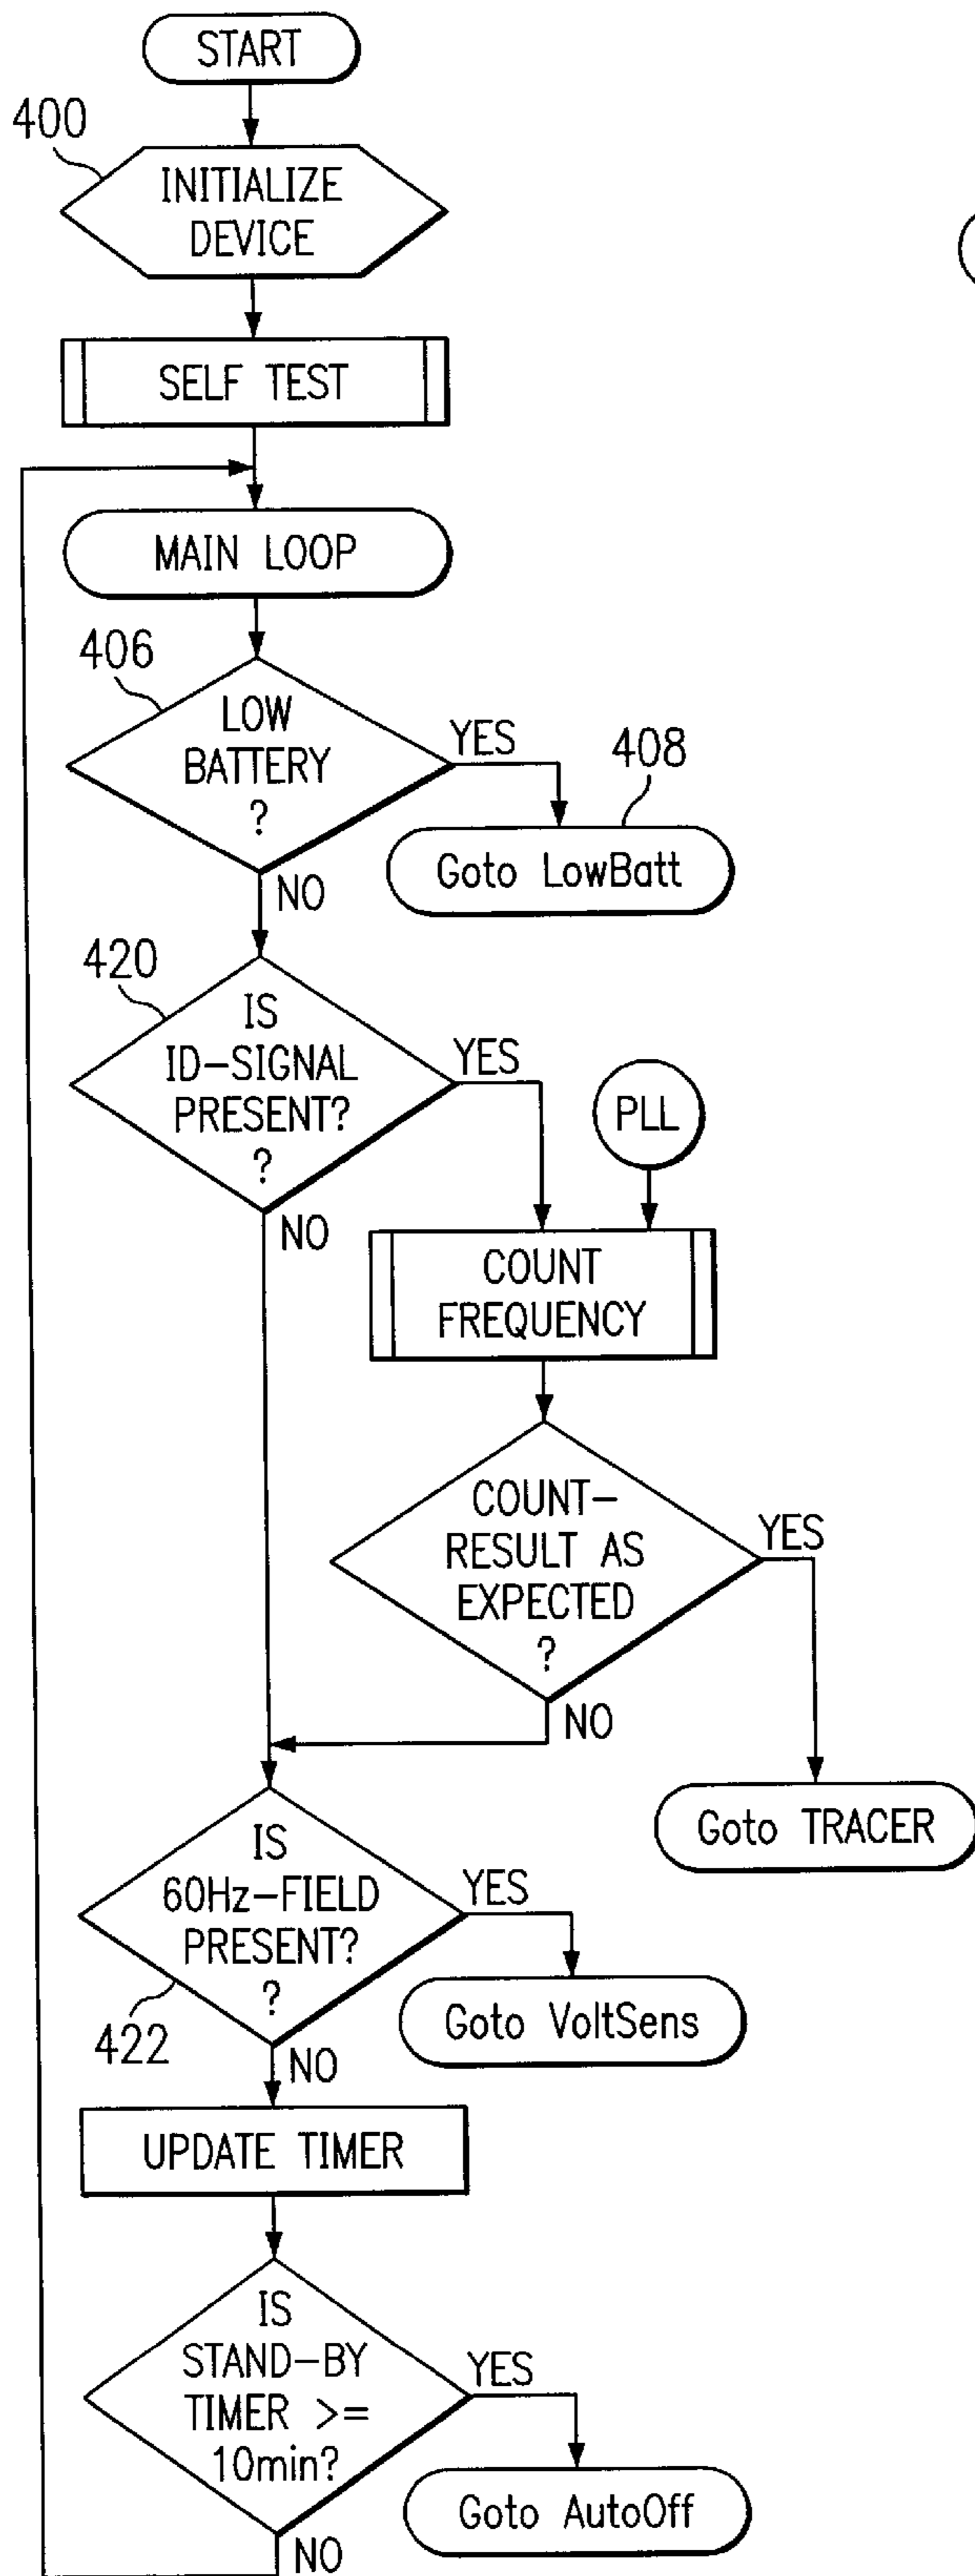 START
400
INITIALIZE
DEVICE
SELF TEST
MAIN LOOP
406
LOW
BATTERY
?
YES
408
Goto LowBatt
NO
420
IS
ID-SIGNAL
PRESENT?
?
YES
PLL
NO
COUNT
FREQUENCY
COUNT-
RESULT AS
EXPECTED
?
YES
NO
Goto TRACER
IS
60Hz-FIELD
PRESENT?
?
YES
422
Goto VoltSens
NO
UPDATE TIMER
IS
STAND-BY
TIMER >=
10min?
YES
Goto AutoOff
NO